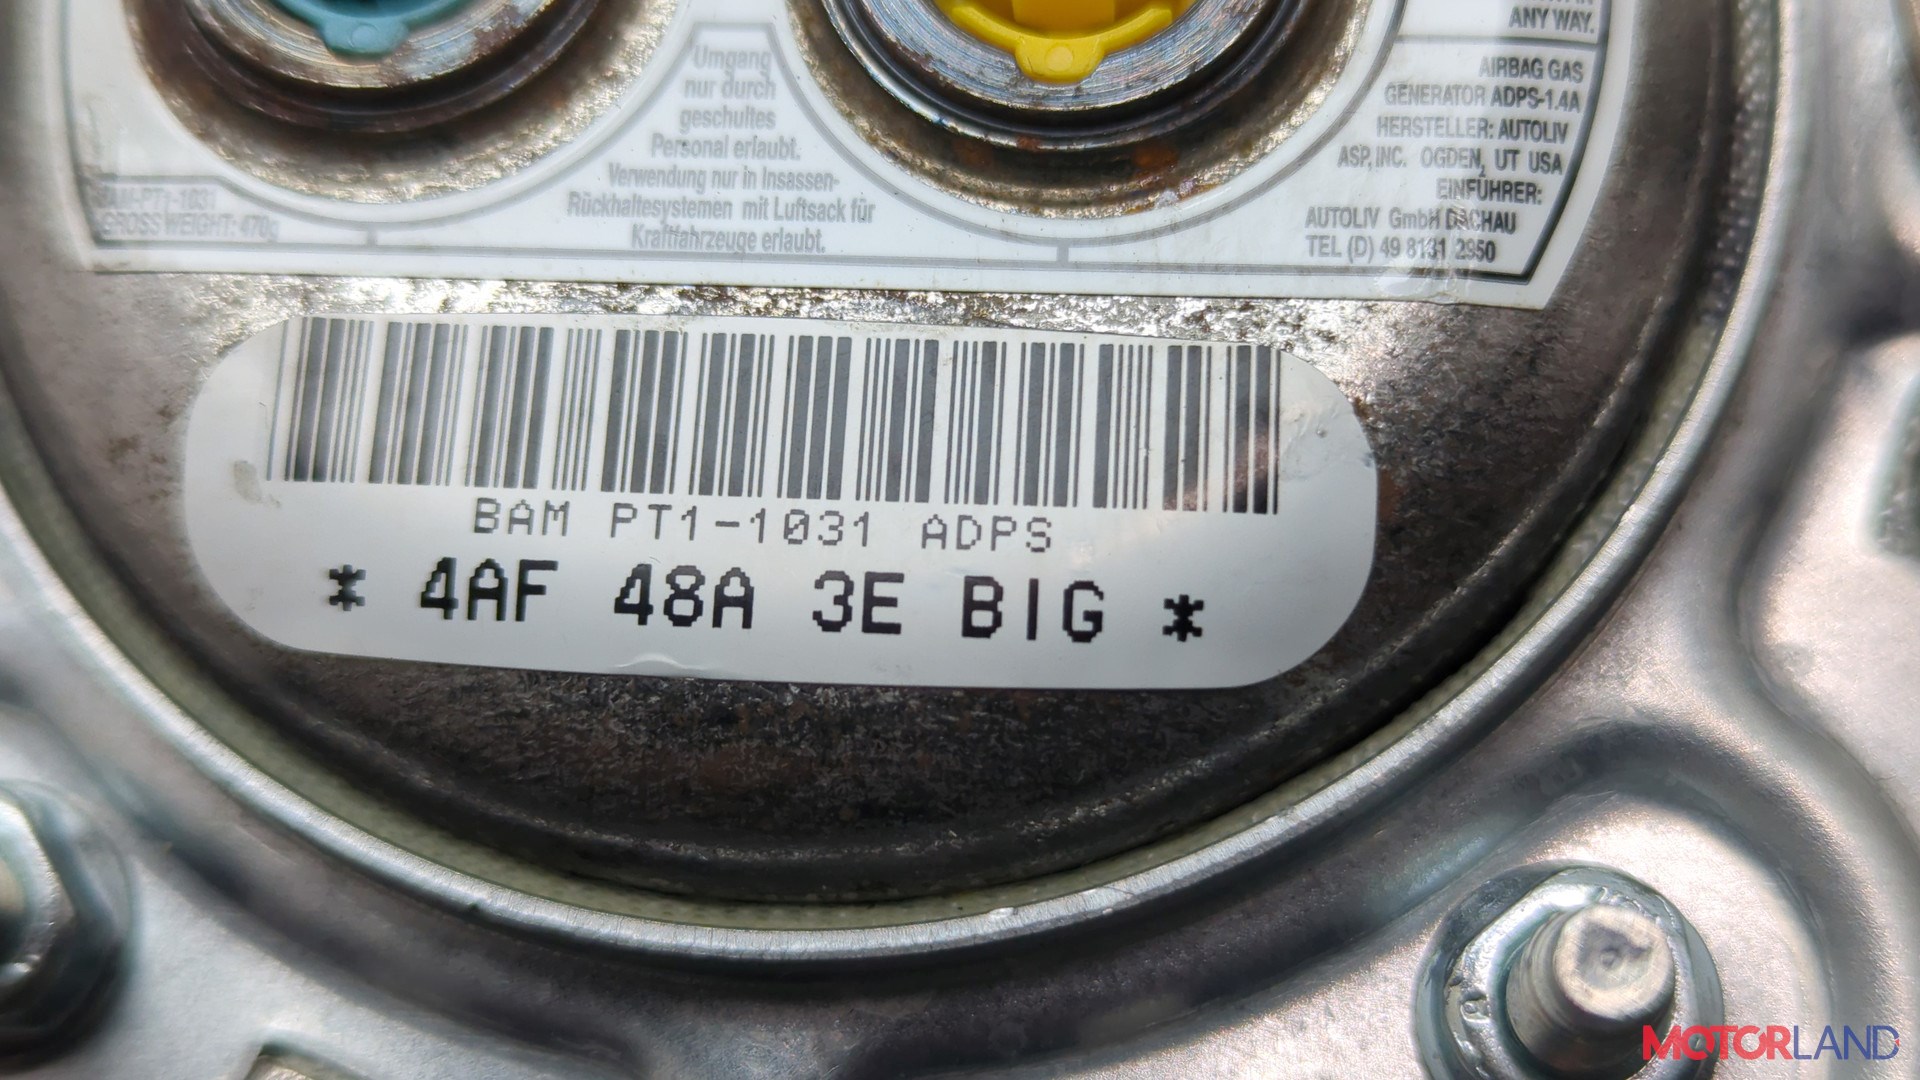 ANY WAY.
AIRBAG GAS
GENERATOR ADPS-1.4A
HERSTELLER: AUTOLIV
ASP, INC. OGDEN, UT USA
EINFÜHRER:
AUTOLIV GmbH DACHAU
TEL (D) 49 8131 2950
Umgang
nur durch
geschultes
Personal erlaubt.
Verwendung nur in Insassen-
Rückhaltesystemen mit Luftsack für
Kraftfahrzeuge erlaubt.
BAM-PT1-1031
GROSS WEIGHT: 470g
BAM PT1-1031 ADPS
* 4AF 48A 3E BIG *
MOTORLAND